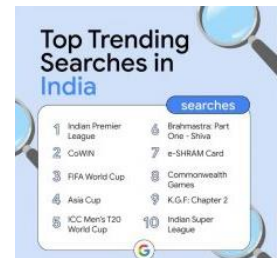 Top Trending
Searches in
India
searches
1 Indian Premier
League
2 CoWIN
3 FIFA World Cup
4 Asia Cup
5 ICC Men's T20
World Cup
6 Brahmastra: Part
One - Shiva
7 e-SHRAM Card
8 Commonwealth
Games
9 K.G.F: Chapter 2
10 Indian Super
League
G